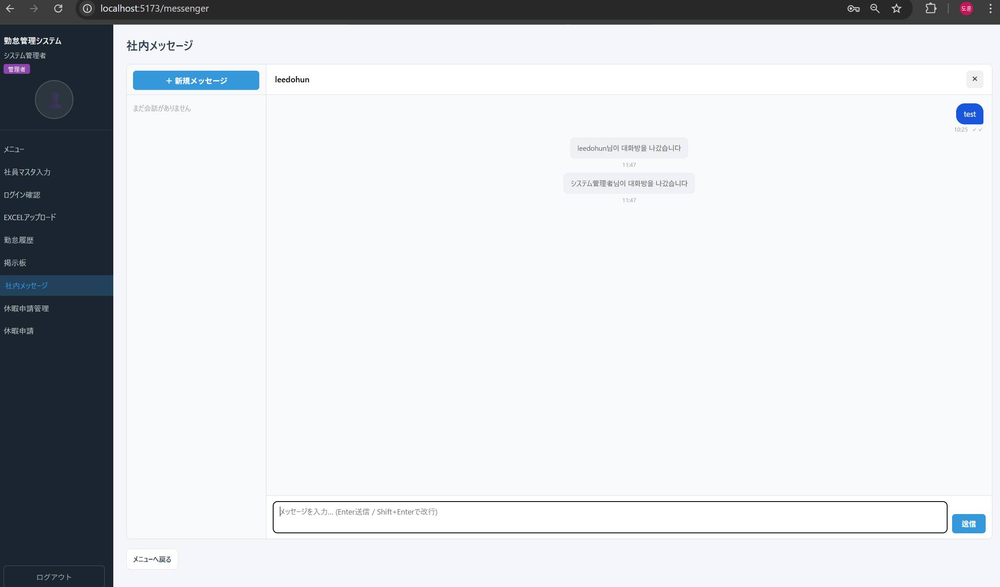 localhost:5173/messenger
도훈
勤怠管理システム
システム管理者
管理者
メニュー
社員マスタ入力
ログイン確認
EXCELアップロード
勤怠履歴
掲示板
社内メッセージ
休暇申請管理
休暇申請
ログアウト
社内メッセージ
+ 新規メッセージ
まだ会話がありません
leedohun
×
test
10:25 ✓✓
leedohun님이 대화방을 나갔습니다
11:47
システム管理者님이 대화방을 나갔습니다
11:47
メッセージを入力... (Enter送信 / Shift+Enterで改行)
送信
メニューへ戻る